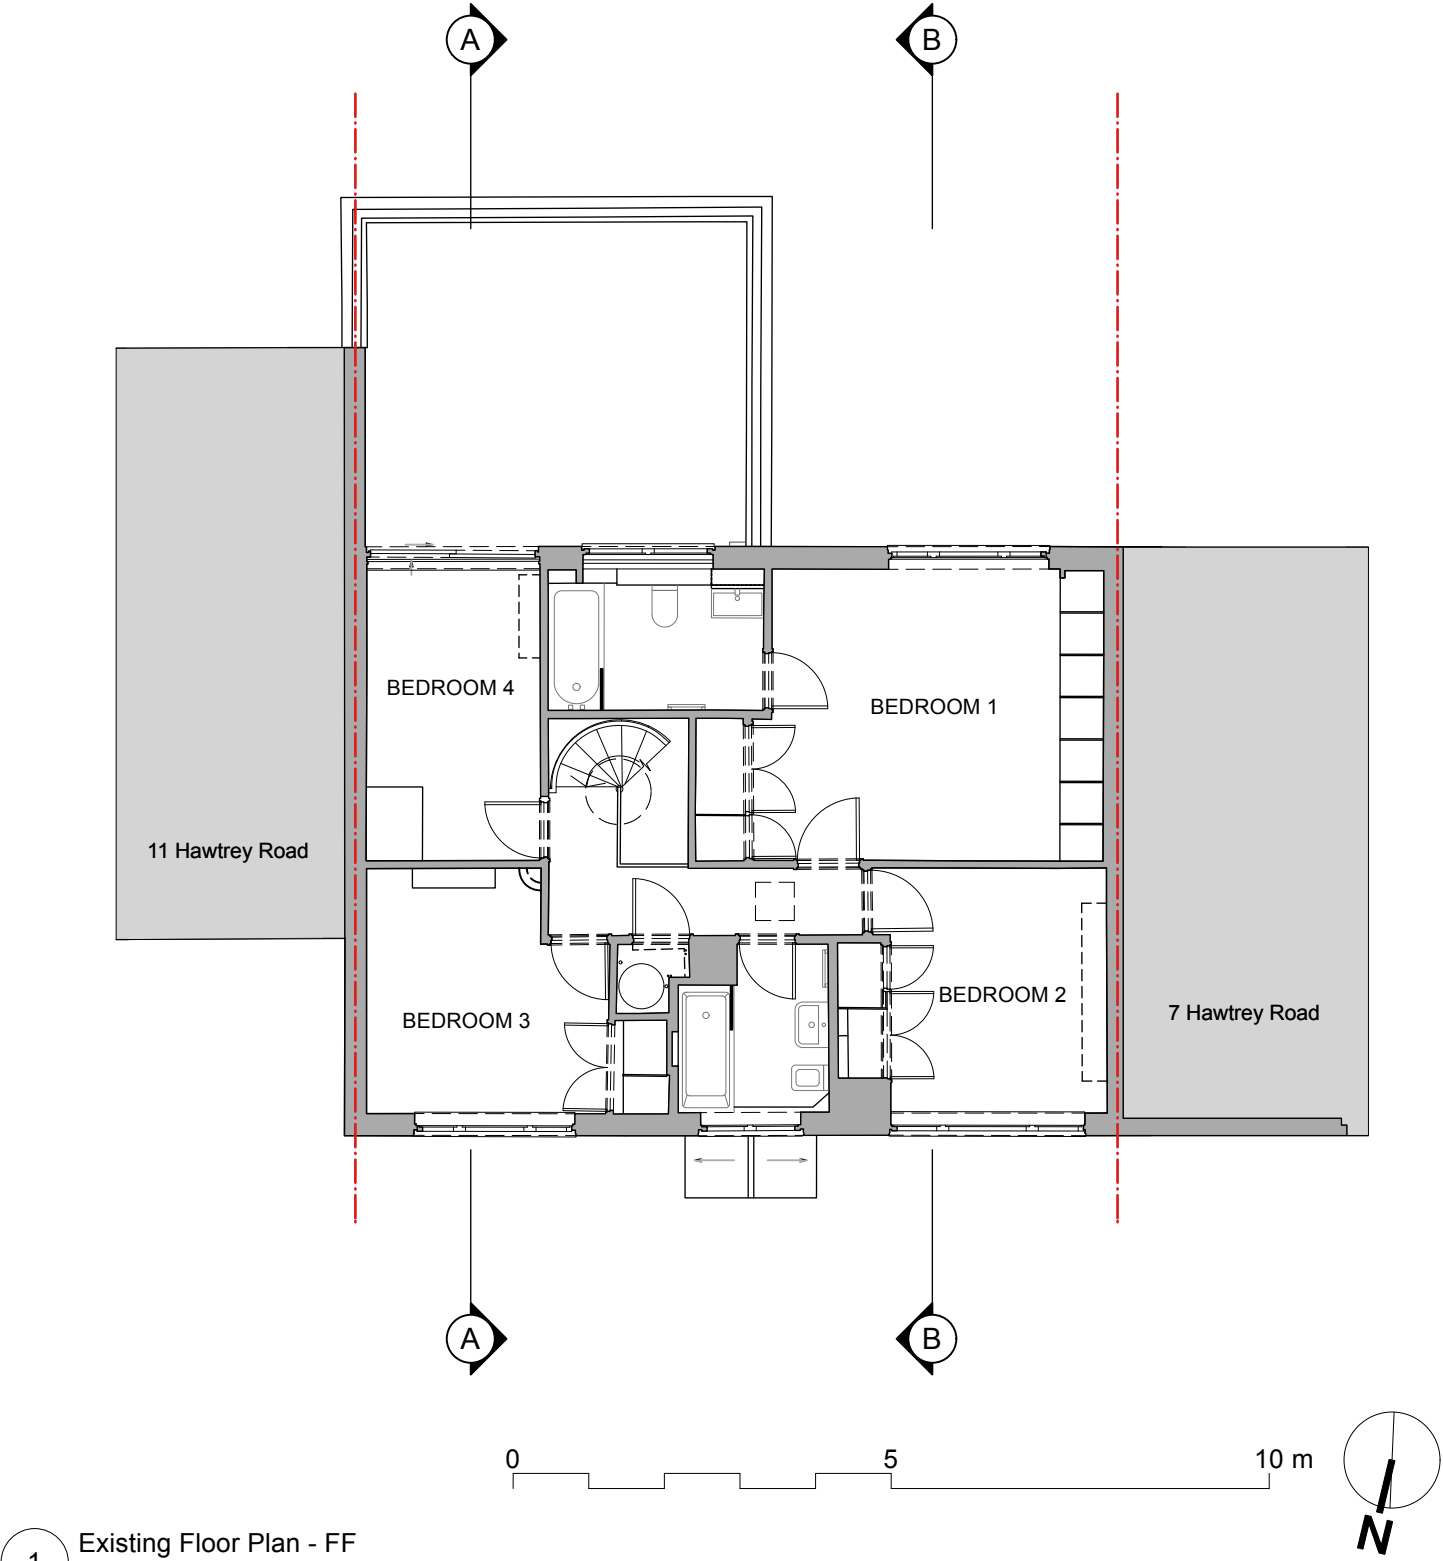 A
B
BEDROOM 4
BEDROOM 1
11 Hawtrey Road
BEDROOM 2
7 Hawtrey Road
BEDROOM 3
A
B
0
5
10 m
N
Existing Floor Plan - FF
1